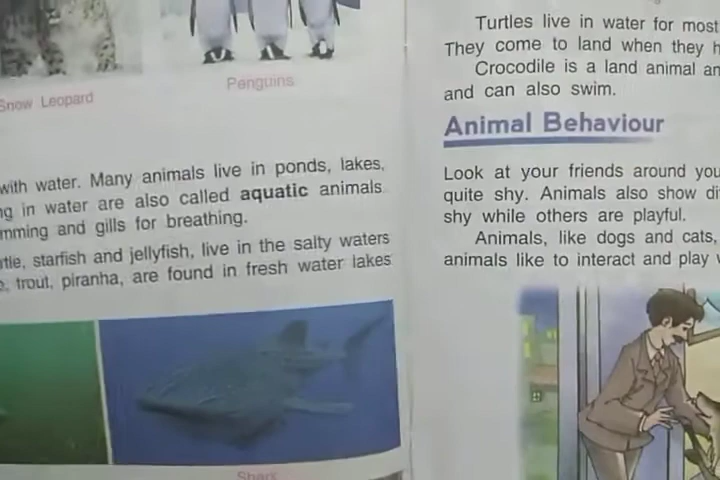 Snow Leopard
Penguins
with water. Many animals live in ponds, lakes,
in water are also called aquatic animals
and gills for breathing.
starfish and jellyfish, live in the salty waters
trout, piranha, are found in fresh water lakes
Shark
Turtles live in water for most
They come to land when they
Crocodile is a land animal
and can also swim.
Animal Behaviour
Look at your friends around you
quite shy. Animals also show
shy while others are playful.
Animals, like dogs and cats,
animals like to interact and play